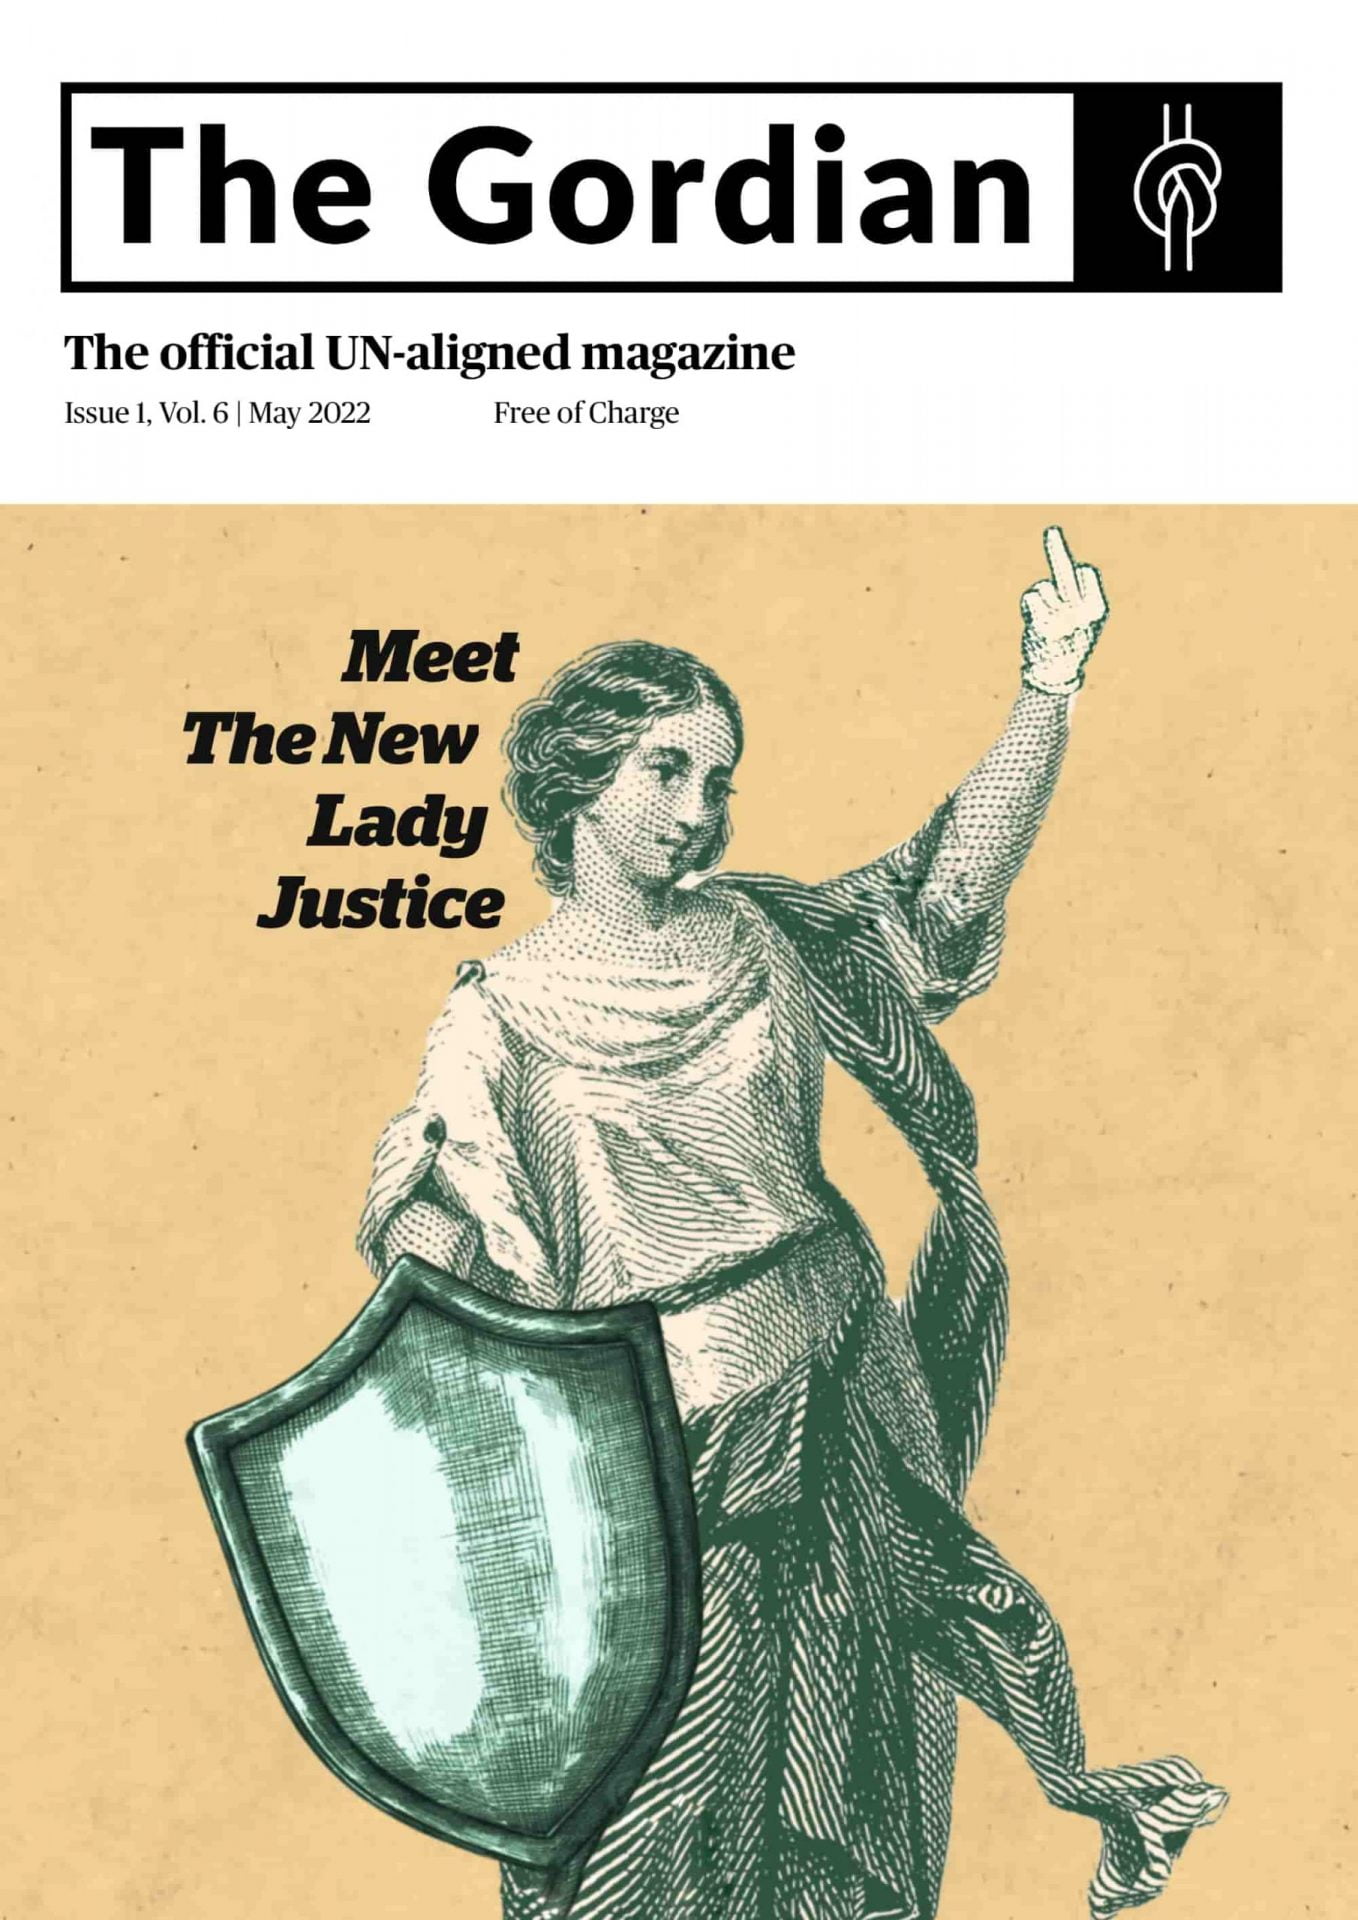 The Gordian
The official UN-aligned magazine
Issue 1, Vol. 6 | May 2022 Free of Charge
Meet
The New
Lady
Justice